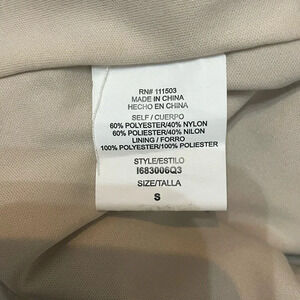 RN# 111503
MADE IN CHINA
HECHO EN CHINA
SELF / CUERPO
60% POLYESTER/40% NYLON
60% POLYESTER/40% NILON
LINING / FORRO
100% POLYESTER/100% POLIESTER
STYLE/ESTILO
I683006Q3
SIZE/TALLA
S